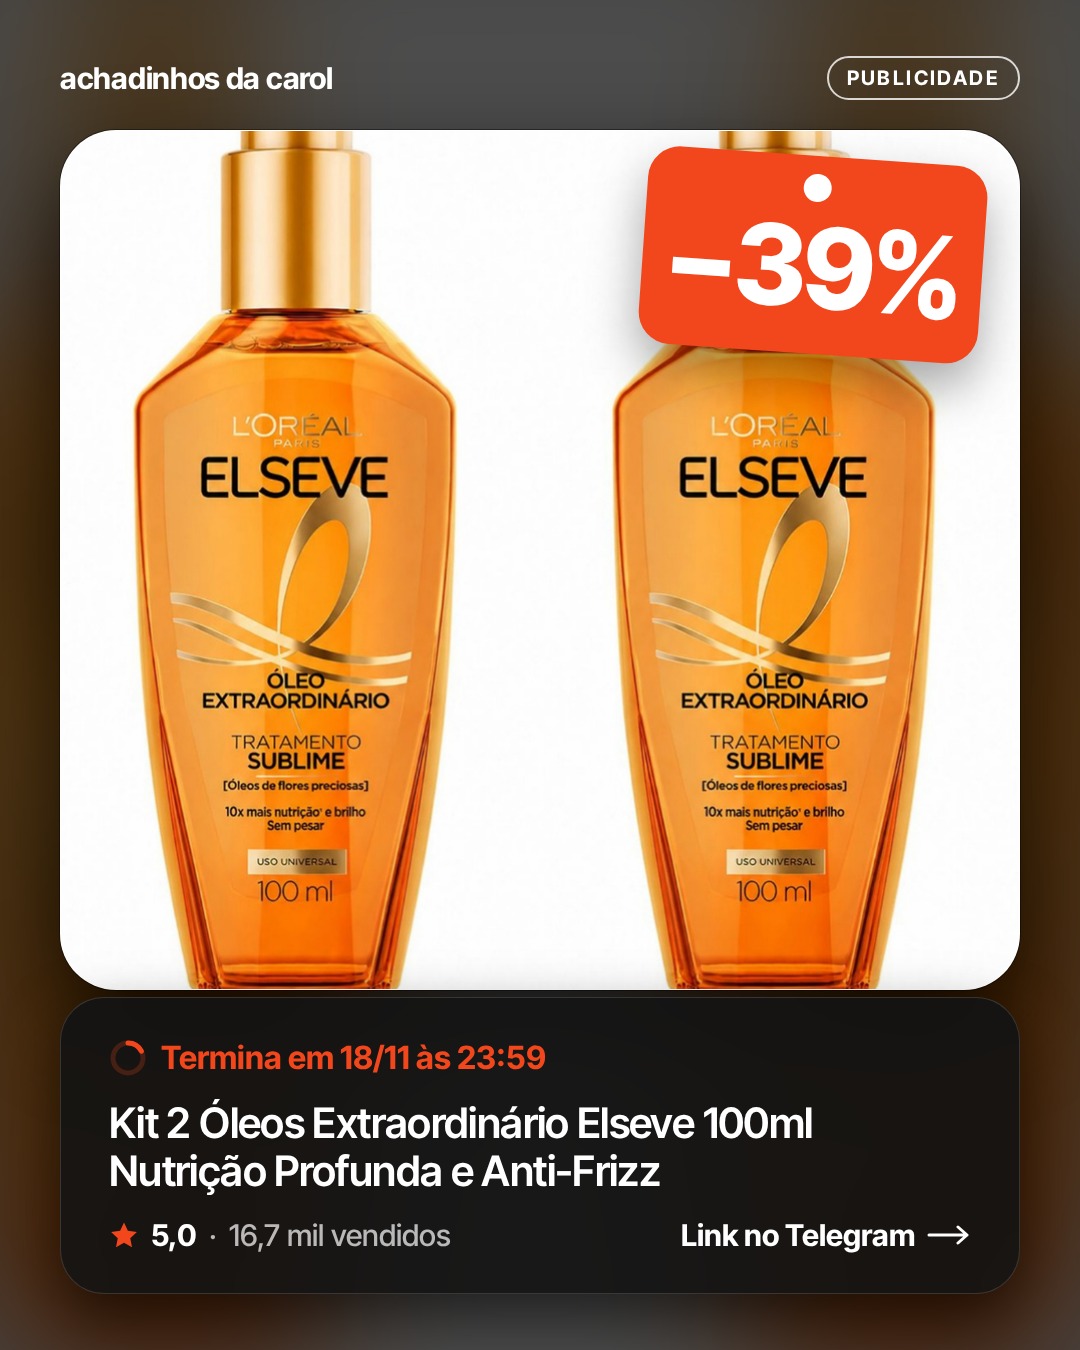 achadinhos da carol
PUBLICIDADE
-39%
L'ORÉAL
PARIS
ELSEVE
ÓLEO
EXTRAORDINÁRIO
TRATAMENTO
SUBLIME
[Óleos de flores preciosas]
10x mais nutrição* e brilho
Sem pesar
USO UNIVERSAL
100 ml
L'ORÉAL
PARIS
ELSEVE
ÓLEO
EXTRAORDINÁRIO
TRATAMENTO
SUBLIME
[Óleos de flores preciosas]
10x mais nutrição* e brilho
Sem pesar
USO UNIVERSAL
100 ml
Termina em 18/11 às 23:59
Kit 2 Óleos Extraordinário Elseve 100ml
Nutrição Profunda e Anti-Frizz
5,0 · 16,7 mil vendidos
Link no Telegram →